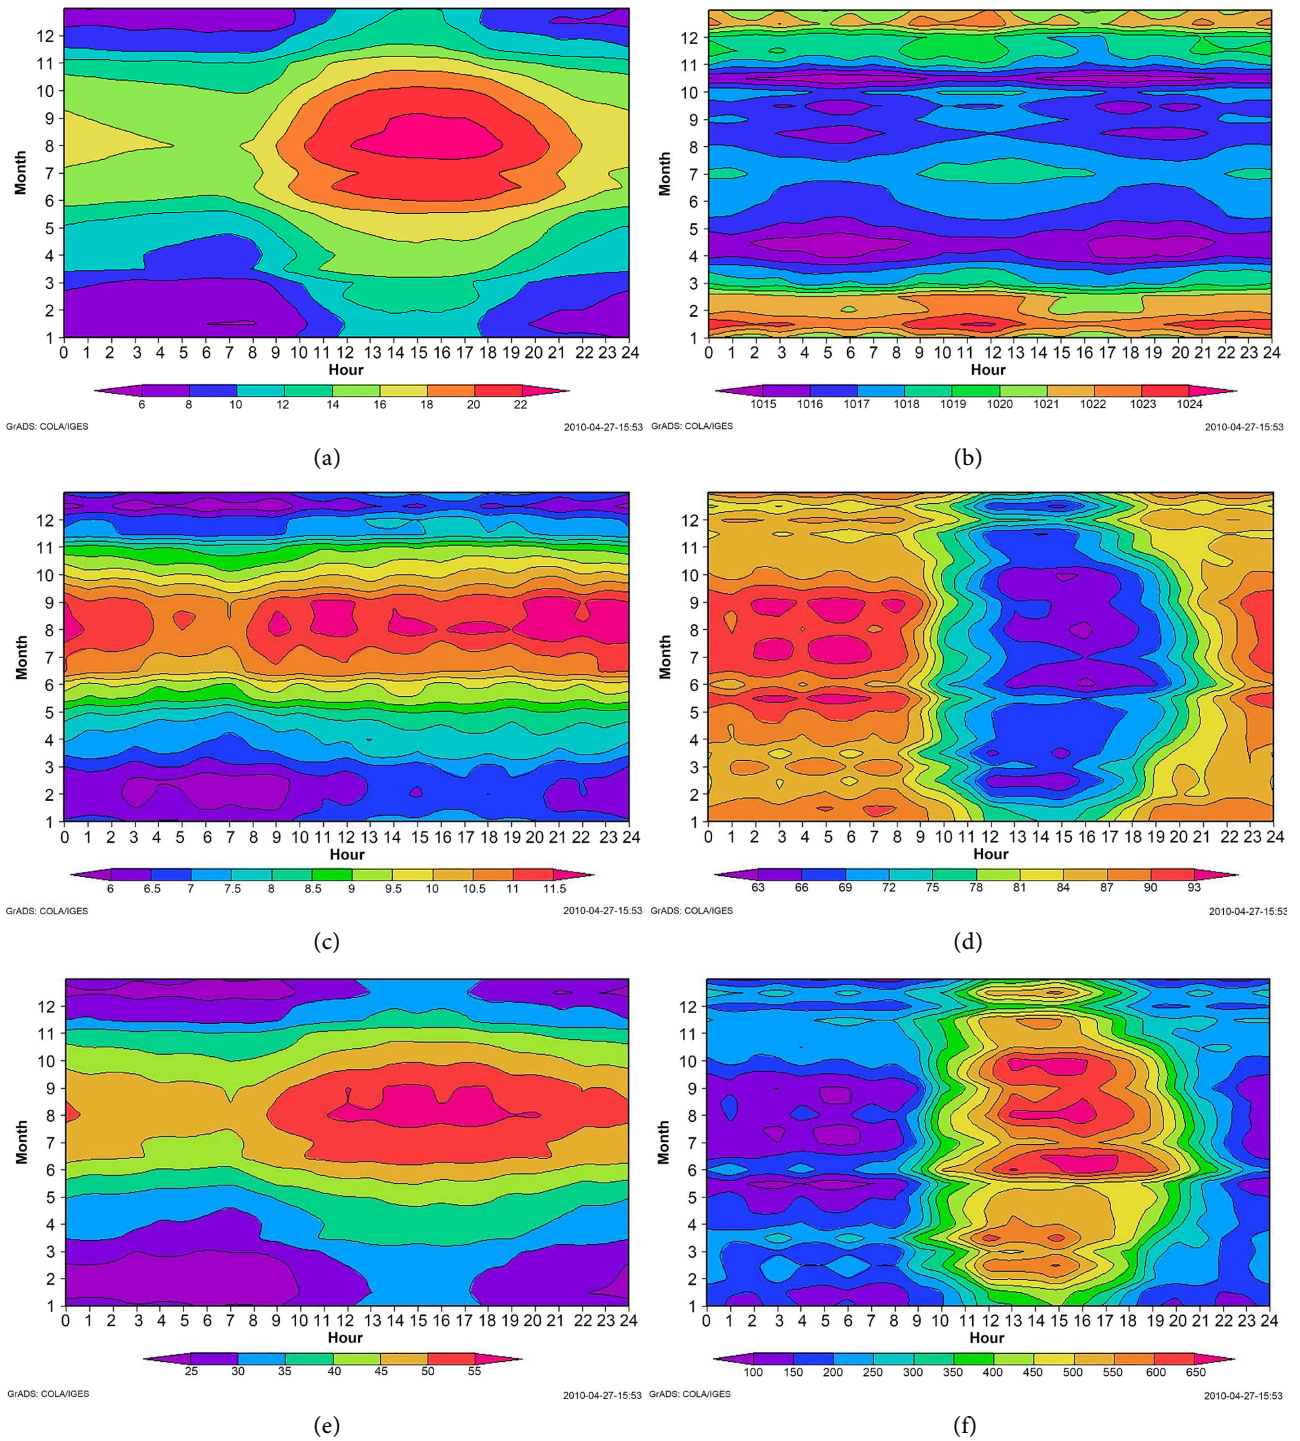 12
11
10
9
8
7
6
5
4
3
2
1
Month
0 1 2 3 4 5 6 7 8 9 10 11 12 13 14 15 16 17 18 19 20 21 22 23 24
Hour
6 8 10 12 14 16 18 20 22
GrADS: COLA/IGES 2010-04-27-15:53
(a)
12
11
10
9
8
7
6
5
4
3
2
1
Month
0 1 2 3 4 5 6 7 8 9 10 11 12 13 14 15 16 17 18 19 20 21 22 23 24
Hour
1015 1016 1017 1018 1019 1020 1021 1022 1023 1024
GrADS: COLA/IGES 2010-04-27-15:53
(b)
12
11
10
9
8
7
6
5
4
3
2
1
Month
0 1 2 3 4 5 6 7 8 9 10 11 12 13 14 15 16 17 18 19 20 21 22 23 24
Hour
6 6.5 7 7.5 8 8.5 9 9.5 10 10.5 11 11.5
GrADS: COLA/IGES 2010-04-27-15:53
(c)
12
11
10
9
8
7
6
5
4
3
2
1
Month
0 1 2 3 4 5 6 7 8 9 10 11 12 13 14 15 16 17 18 19 20 21 22 23 24
Hour
63 66 69 72 75 78 81 84 87 90 93
GrADS: COLA/IGES 2010-04-27-15:53
(d)
12
11
10
9
8
7
6
5
4
3
2
1
Month
0 1 2 3 4 5 6 7 8 9 10 11 12 13 14 15 16 17 18 19 20 21 22 23 24
Hour
25 30 35 40 45 50 55
GrADS: COLA/IGES 2010-04-27-15:53
(e)
12
11
10
9
8
7
6
5
4
3
2
1
Month
0 1 2 3 4 5 6 7 8 9 10 11 12 13 14 15 16 17 18 19 20 21 22 23 24
Hour
100 150 200 250 300 350 400 450 500 550 600 650
GrADS: COLA/IGES 2010-04-27-15:53
(f)